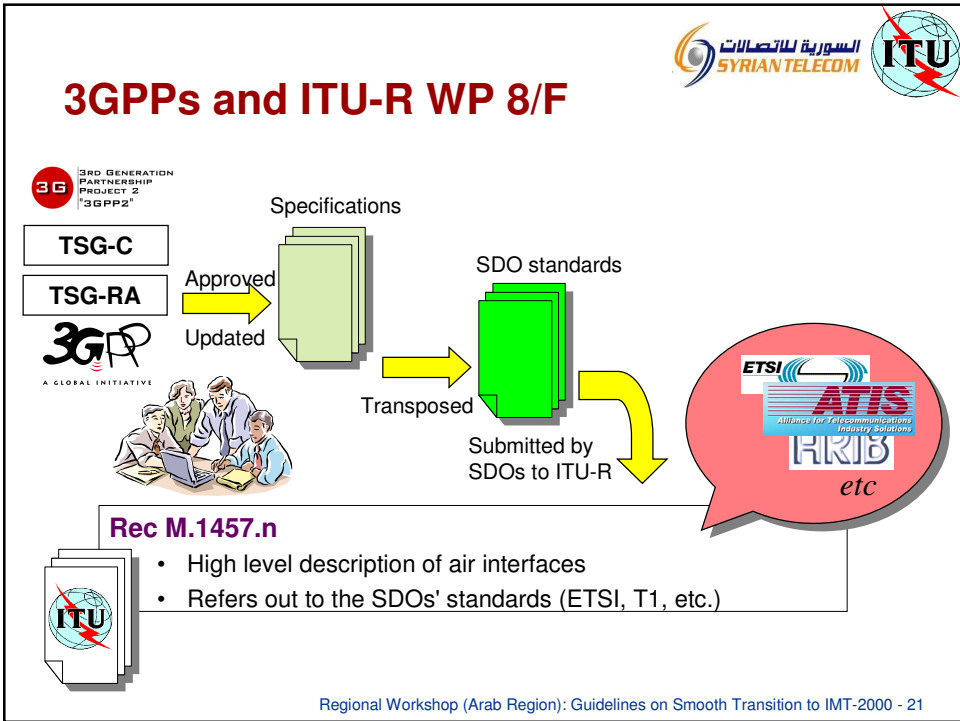 السورية للاتصالات
SYRIAN TELECOM
ITU
3GPPs and ITU-R WP 8/F
3G
3RD GENERATION
PARTNERSHIP
PROJECT 2
"3GPP2"
TSG-C
TSG-RA
3GPP
A GLOBAL INITIATIVE
Specifications
Approved
Updated
SDO standards
Transposed
Submitted by
SDOs to ITU-R
ETSI
ATIS
Alliance for Telecommunications
Industry Solutions
ARIB
etc
Rec M.1457.n
• High level description of air interfaces
• Refers out to the SDOs' standards (ETSI, T1, etc.)
ITU
Regional Workshop (Arab Region): Guidelines on Smooth Transition to IMT-2000 - 21